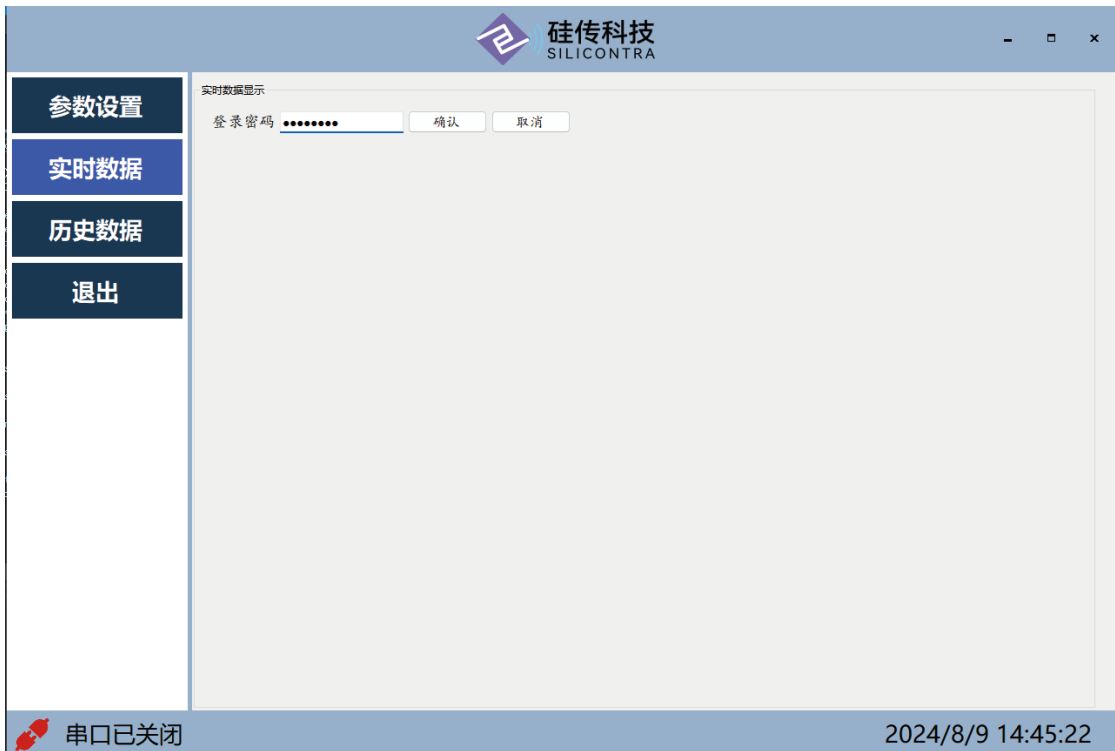 硅传科技
SILICONTRA
参数设置
实时数据
历史数据
退出
实时数据显示
登录密码 •••••••• 确认 取消
串口已关闭
2024/8/9 14:45:22